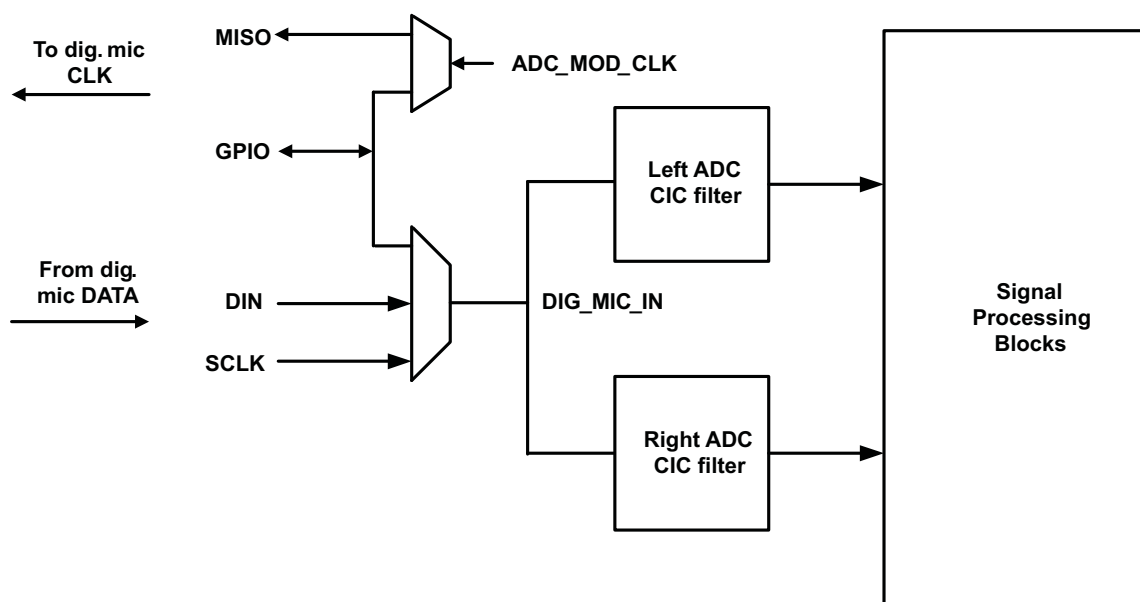 To dig. mic
CLK
MISO
ADC_MOD_CLK
GPIO
Left ADC
CIC filter
From dig.
mic DATA
DIN
DIG_MIC_IN
SCLK
Signal
Processing
Blocks
Right ADC
CIC filter